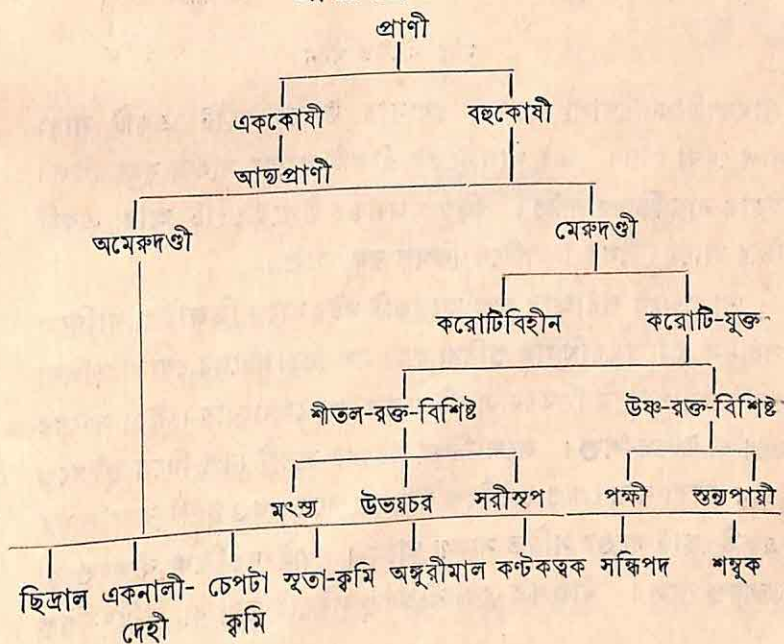 প্রাণী
এককোষী বহুকোষী
আদ্যপ্রাণী
অমেরুদণ্ডী মেরুদণ্ডী
করোটিবিহীন করোটি-যুক্ত
শীতল-রক্ত-বিশিষ্ট উষ্ণ-রক্ত-বিশিষ্ট
মৎস্য উভয়চর সরীসৃপ পক্ষী স্তন্যপায়ী
ছিদ্রাল একনালী- চেপটা সূতা-কৃমি অঙ্গুরীমাল কণ্টকত্বক সন্ধিপদ শম্বুক
দেহী কৃমি